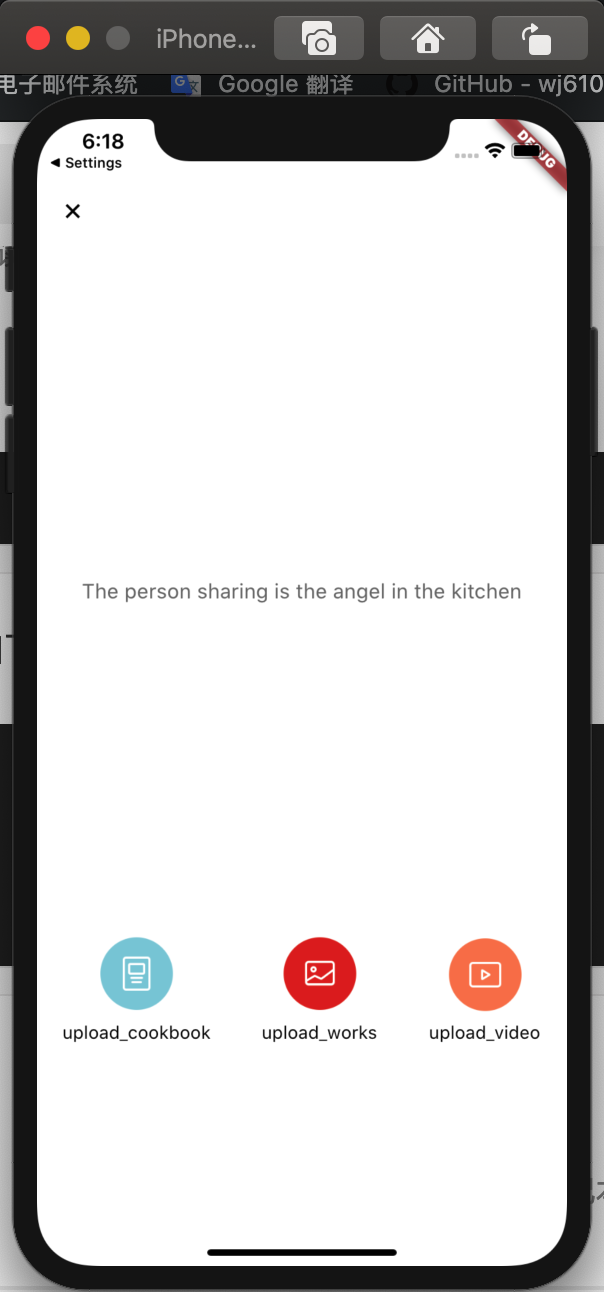 iPhone...
电子邮件系统 Google 翻译 GitHub - wj610
6:18
DEBUG
◀ Settings
×
The person sharing is the angel in the kitchen
upload_cookbook upload_works upload_video